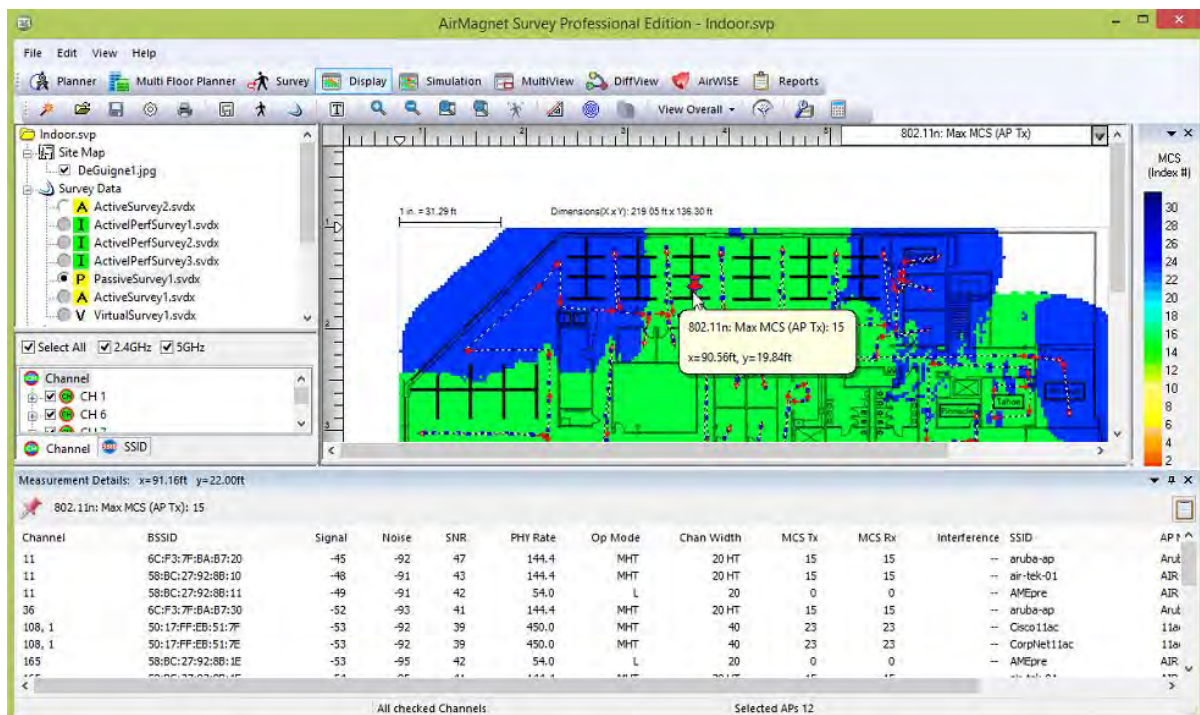 AirMagnet Survey Professional Edition - Indoor.svp
File Edit View Help
Planner Multi Floor Planner Survey Display Simulation MultiView DiffView AirWISE Reports
View Overall
Indoor.svp
Site Map
DeGuigne1.jpg
Survey Data
A ActiveSurvey2.svdx
I ActiveIPerfSurvey1.svdx
I ActiveIPerfSurvey2.svdx
I ActiveIPerfSurvey3.svdx
P PassiveSurvey1.svdx
A ActiveSurvey1.svdx
V VirtualSurvey1.svdx
Select All 2.4GHz 5GHz
Channel
CH 1
CH 6
Channel SSID
802.11n: Max MCS (AP Tx)
1 in. = 31.29 ft Dimensions(X x Y): 219.05 ft x 136.30 ft
802.11n: Max MCS (AP Tx): 15
x=90.56ft, y=19.84ft
Pinnacles
Tahoe
MCS
(Index #)
30
28
26
24
22
20
18
16
14
12
10
8
6
4
2
Measurement Details: x=91.16ft y=22.00ft
802.11n: Max MCS (AP Tx): 15
Channel BSSID Signal Noise SNR PHY Rate Op Mode Chan Width MCS Tx MCS Rx Interference SSID
11 6C:F3:7F:BA:B7:20 -45 -92 47 144.4 MHT 20 HT 15 15 -- aruba-ap
11 58:BC:27:92:8B:10 -48 -91 43 144.4 MHT 20 HT 15 15 -- air-tek-01 AIR
11 58:BC:27:92:8B:11 -49 -91 42 54.0 L 20 0 0 -- AMEpre AIR
36 6C:F3:7F:BA:B7:30 -52 -93 41 144.4 MHT 20 HT 15 15 -- aruba-ap
108, 1 50:17:FF:EB:51:7F -53 -92 39 450.0 MHT 40 23 23 -- Cisco11ac
108, 1 50:17:FF:EB:51:7E -53 -92 39 450.0 MHT 40 23 23 -- CorpNet11ac
165 58:BC:27:92:8B:1E -53 -95 42 54.0 L 20 0 0 -- AMEpre AIR
All checked Channels Selected APs 12